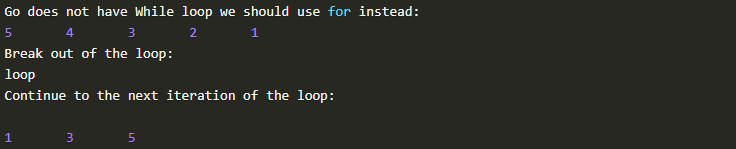 Go does not have While loop we should use for instead:
5 4 3 2 1
Break out of the loop:
loop
Continue to the next iteration of the loop:
1 3 5